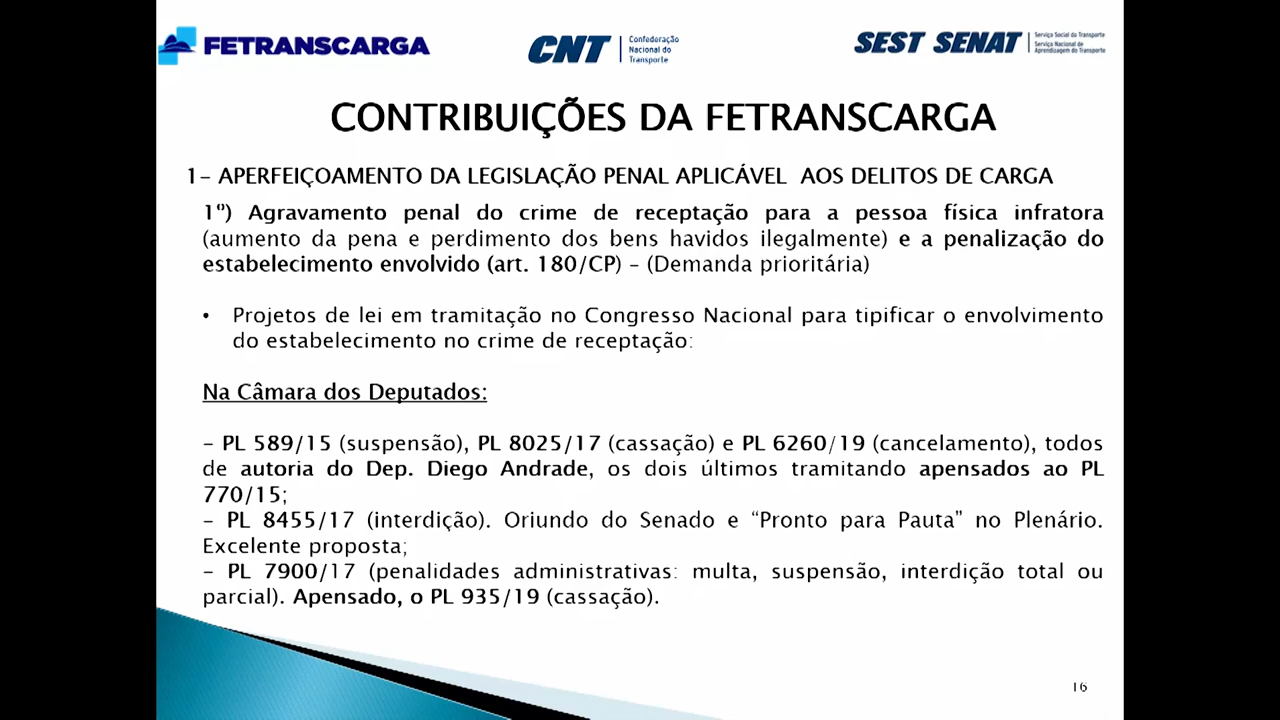 FETRANSCARGA
CNT
Confederação
Nacional do
Transporte
SEST SENAT
Serviço Social do Transporte
Serviço Nacional de
Aprendizagem do Transporte
CONTRIBUIÇÕES DA FETRANSCARGA
1- APERFEIÇOAMENTO DA LEGISLAÇÃO PENAL APLICÁVEL AOS DELITOS DE CARGA
1º) Agravamento penal do crime de receptação para a pessoa física infratora
(aumento da pena e perdimento dos bens havidos ilegalmente) e a penalização do
estabelecimento envolvido (art. 180/CP) – (Demanda prioritária)
• Projetos de lei em tramitação no Congresso Nacional para tipificar o envolvimento
do estabelecimento no crime de receptação:
Na Câmara dos Deputados:
– PL 589/15 (suspensão), PL 8025/17 (cassação) e PL 6260/19 (cancelamento), todos
de autoria do Dep. Diego Andrade, os dois últimos tramitando apensados ao PL
770/15;
– PL 8455/17 (interdição). Oriundo do Senado e “Pronto para Pauta” no Plenário.
Excelente proposta;
– PL 7900/17 (penalidades administrativas: multa, suspensão, interdição total ou
parcial). Apensado, o PL 935/19 (cassação).
16